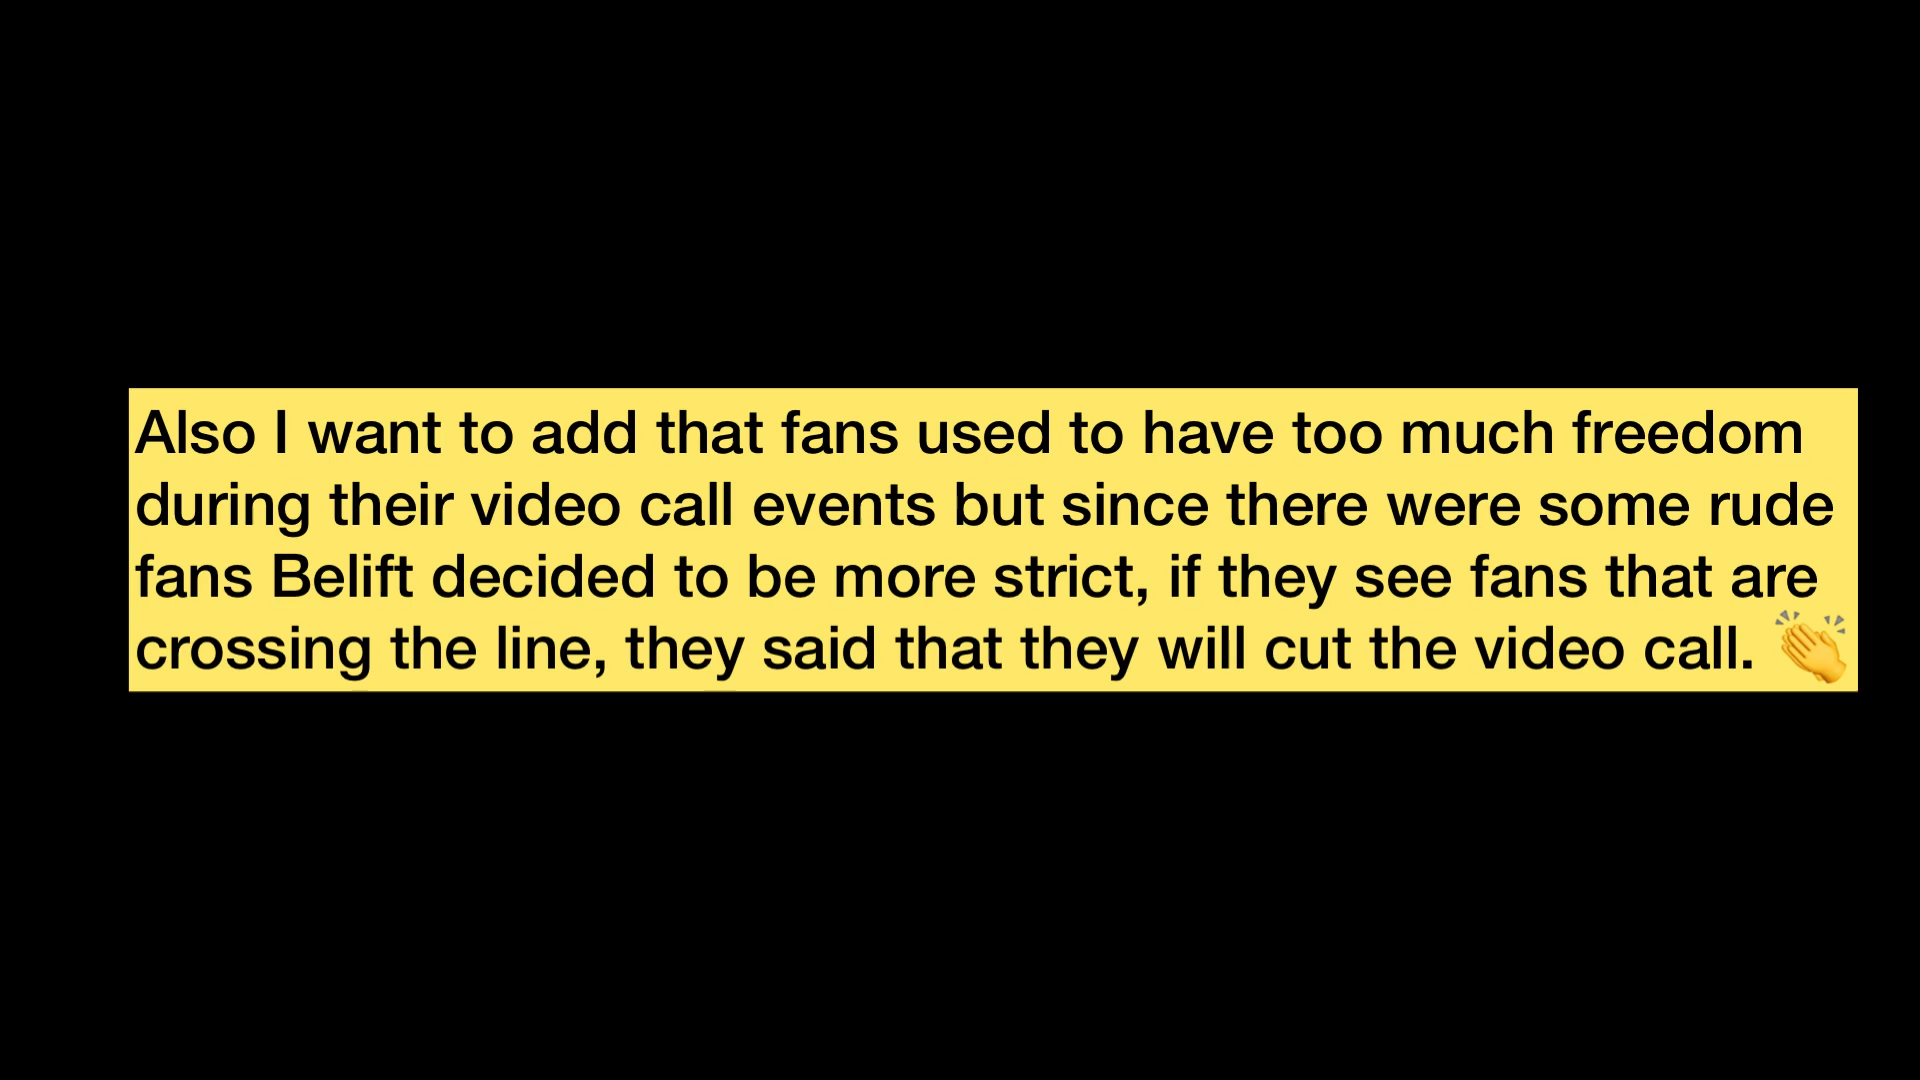 Also I want to add that fans used to have too much freedom
during their video call events but since there were some rude
fans Belift decided to be more strict, if they see fans that are
crossing the line, they said that they will cut the video call. 👏